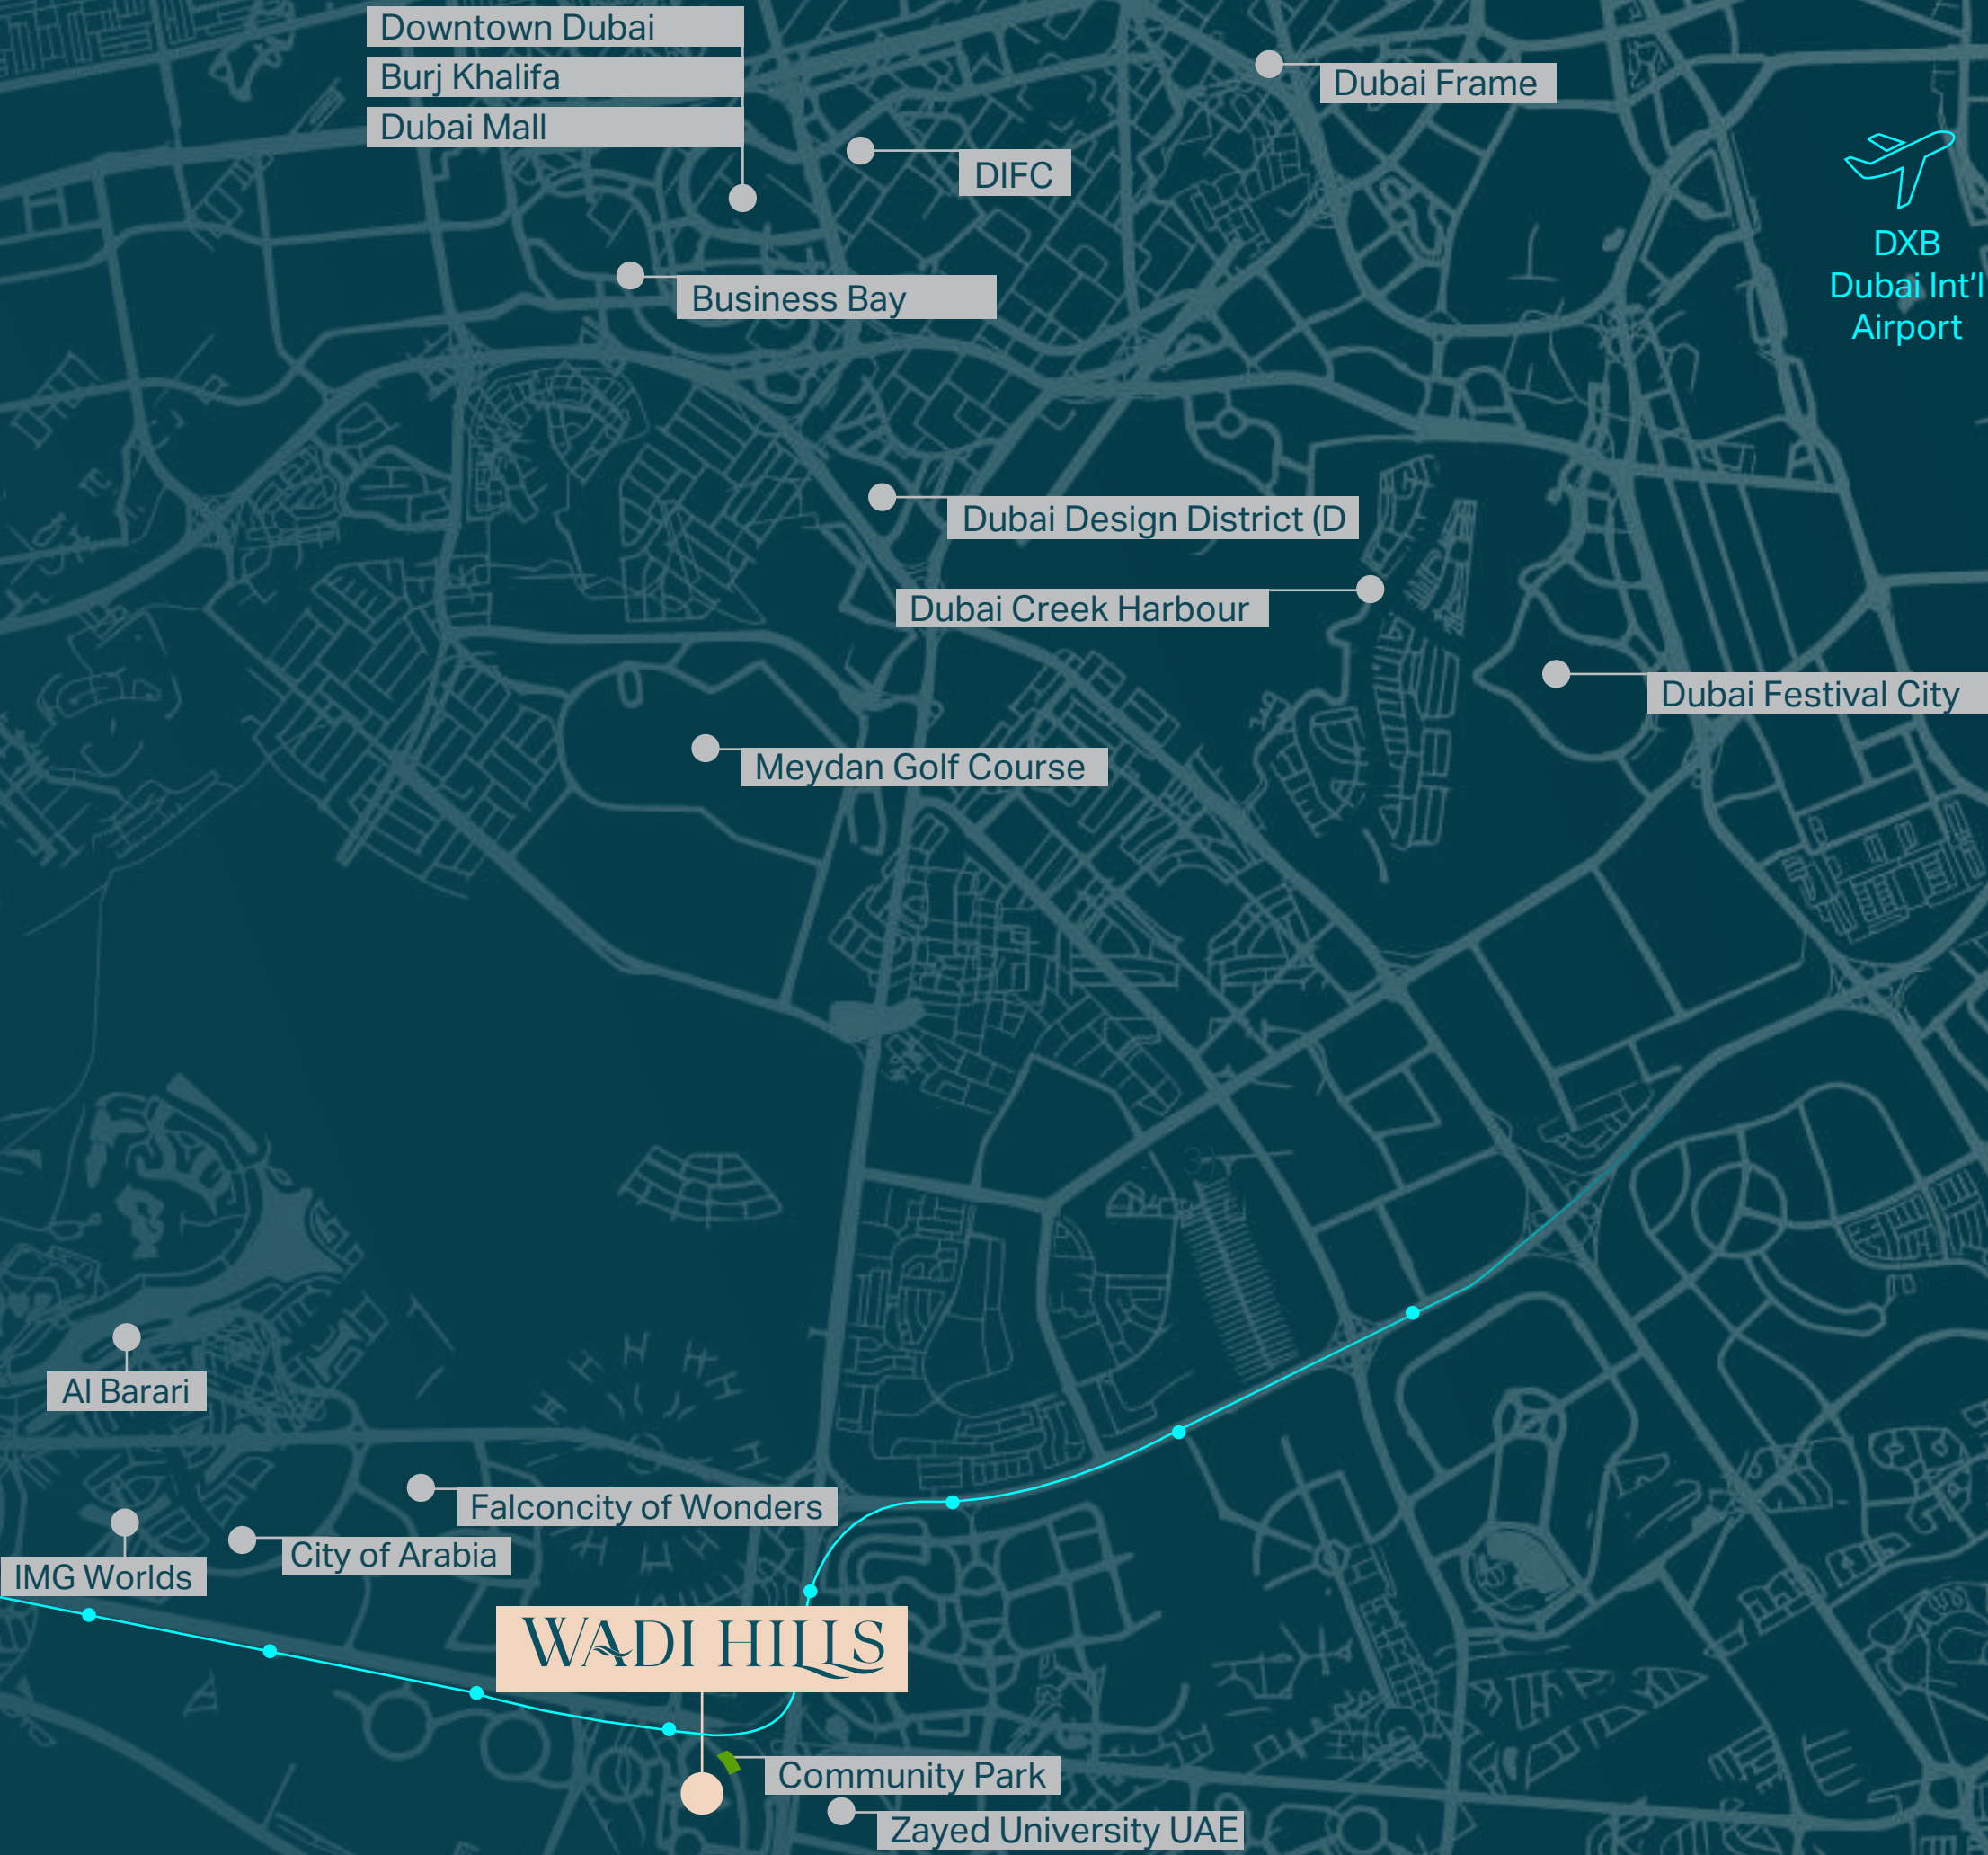 Downtown Dubai
Burj Khalifa
Dubai Mall
Dubai Frame
DIFC
DXB
Dubai Int'l
Airport
Business Bay
Dubai Design District (D
Dubai Creek Harbour
Dubai Festival City
Meydan Golf Course
3)
Al Barari
Falconcity of Wonders
City of Arabia
IMG Worlds
WADI HILLS
Community Park
Zayed University UAE